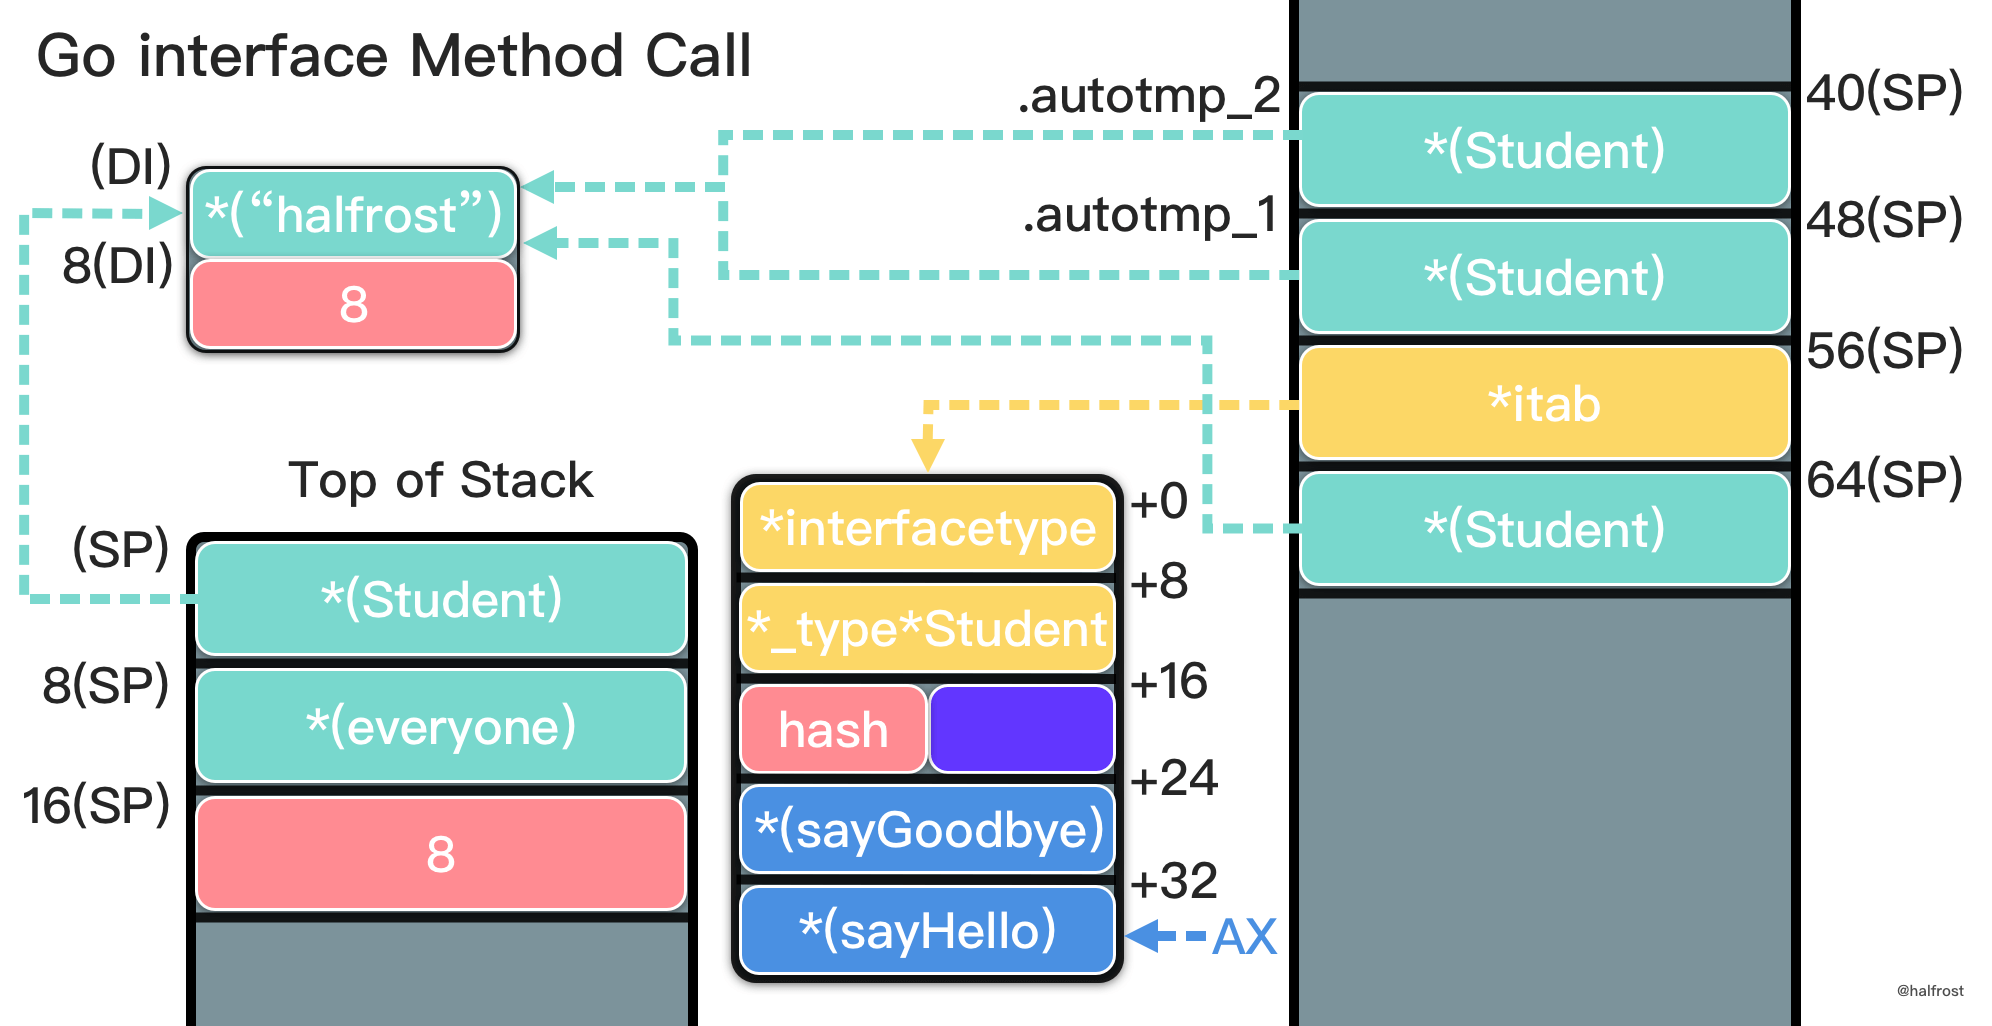 Go interface Method Call
(DI)
*(“halfrost”)
8(DI)
8
Top of Stack
(SP)
*(Student)
8(SP)
*(everyone)
16(SP)
8
*interfacetype
+0
+8
*_type*Student
+16
hash
+24
*(sayGoodbye)
+32
*(sayHello)
AX
.autotmp_2
40(SP)
*(Student)
.autotmp_1
48(SP)
*(Student)
56(SP)
*itab
64(SP)
*(Student)
@halfrost